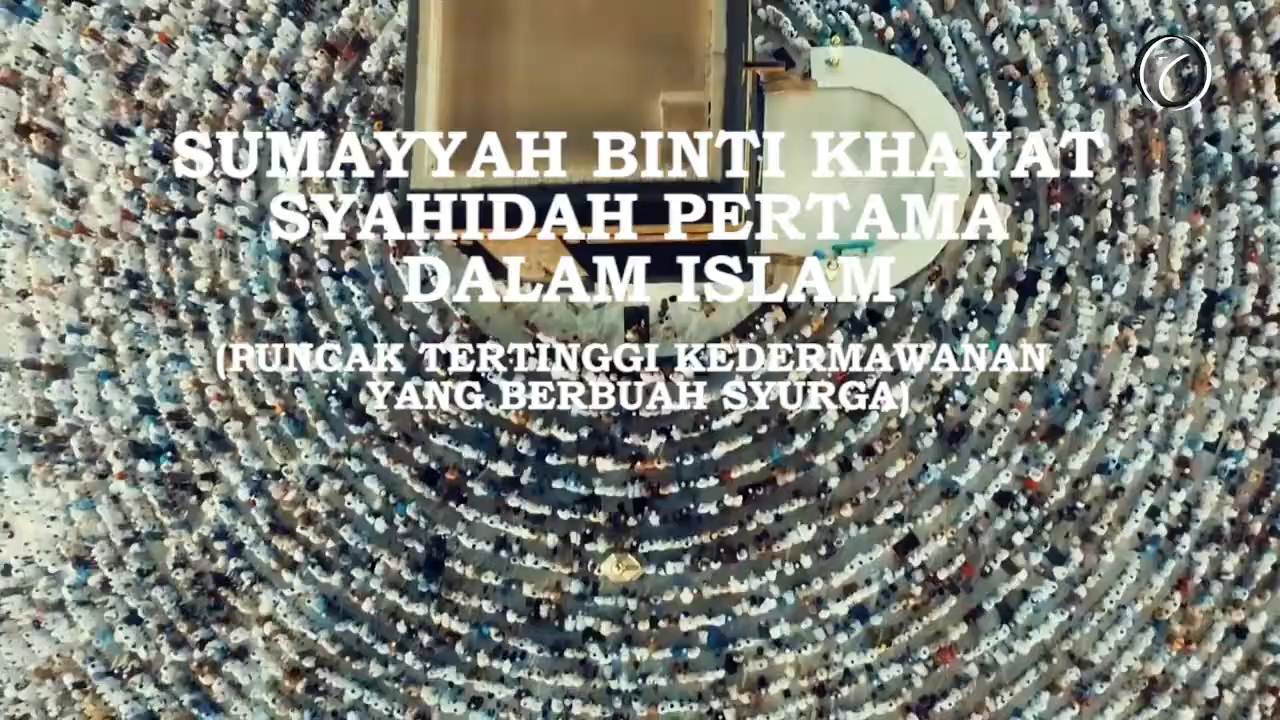 SUMAYYAH BINTI KHAYAT
SYAHIDAH PERTAMA
DALAM ISLAM
(PUNCAK TERTINGGI KEDERMAWANAN
YANG BERBUAH SYURGA)